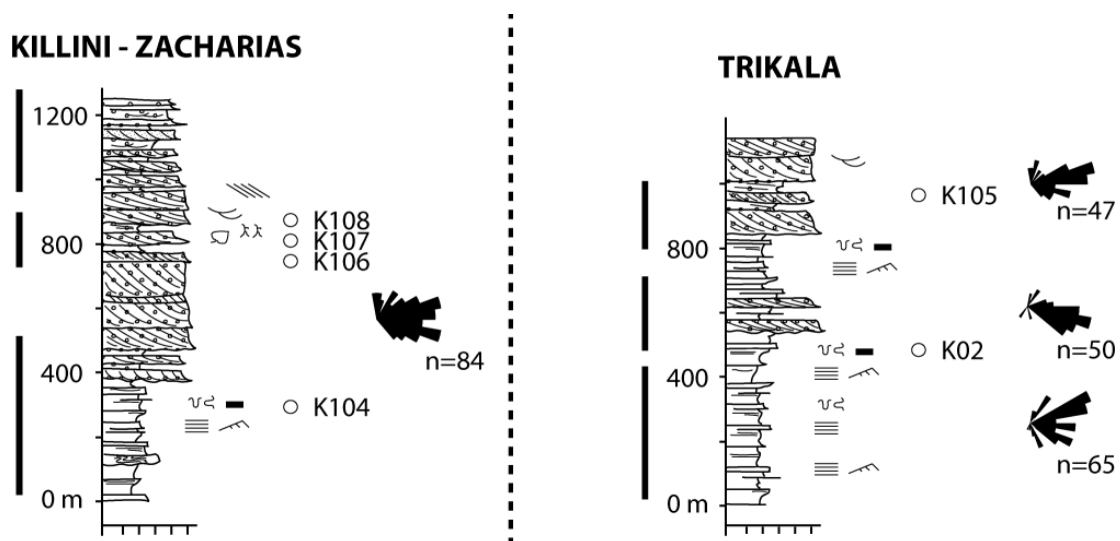 KILLINI - ZACHARIAS
1200
800
400
0 m
K108
K107
K106
K104
n=84
TRIKALA
800
400
0 m
K105
K02
n=47
n=50
n=65